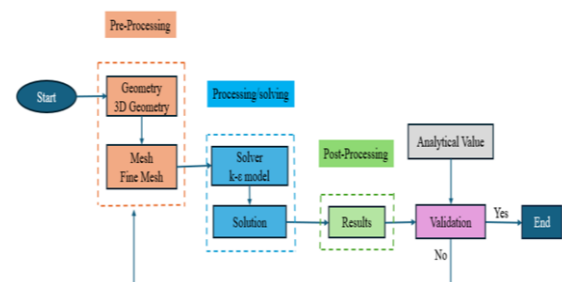 Pre-Processing
Start
Geometry
3D Geometry
Mesh
Fine Mesh
Processing/solving
Solver
k-ε model
Solution
Post-Processing
Results
Analytical Value
Validation
Yes
End
No